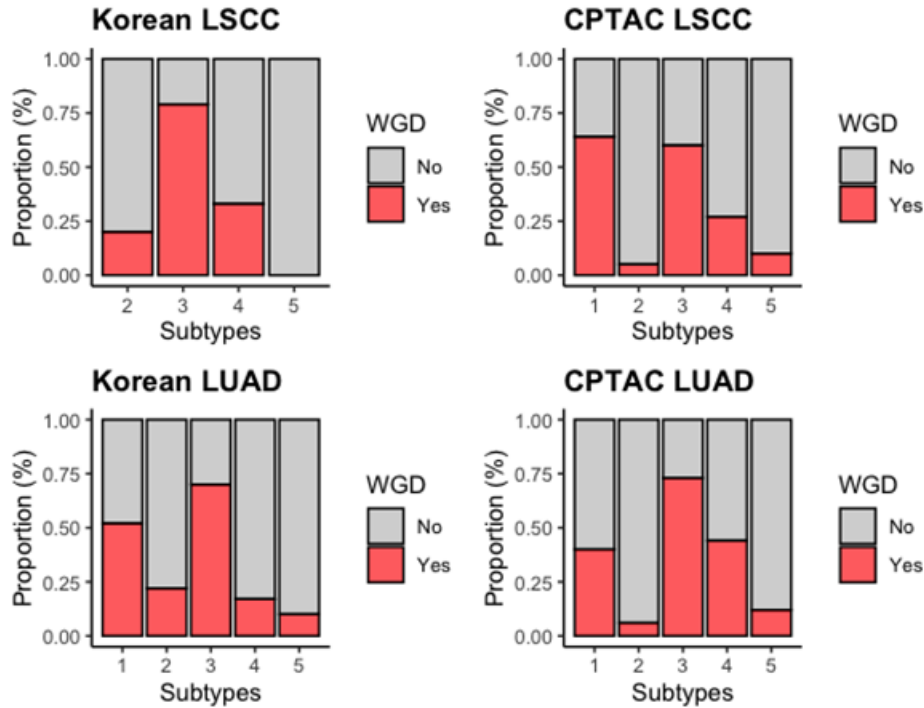 Korean LSCC
Proportion (%)
1.00
0.75
0.50
0.25
0.00
2 3 4 5
Subtypes
WGD
No
Yes
CPTAC LSCC
Proportion (%)
1.00
0.75
0.50
0.25
0.00
1 2 3 4 5
Subtypes
WGD
No
Yes
Korean LUAD
Proportion (%)
1.00
0.75
0.50
0.25
0.00
1 2 3 4 5
Subtypes
WGD
No
Yes
CPTAC LUAD
Proportion (%)
1.00
0.75
0.50
0.25
0.00
1 2 3 4 5
Subtypes
WGD
No
Yes